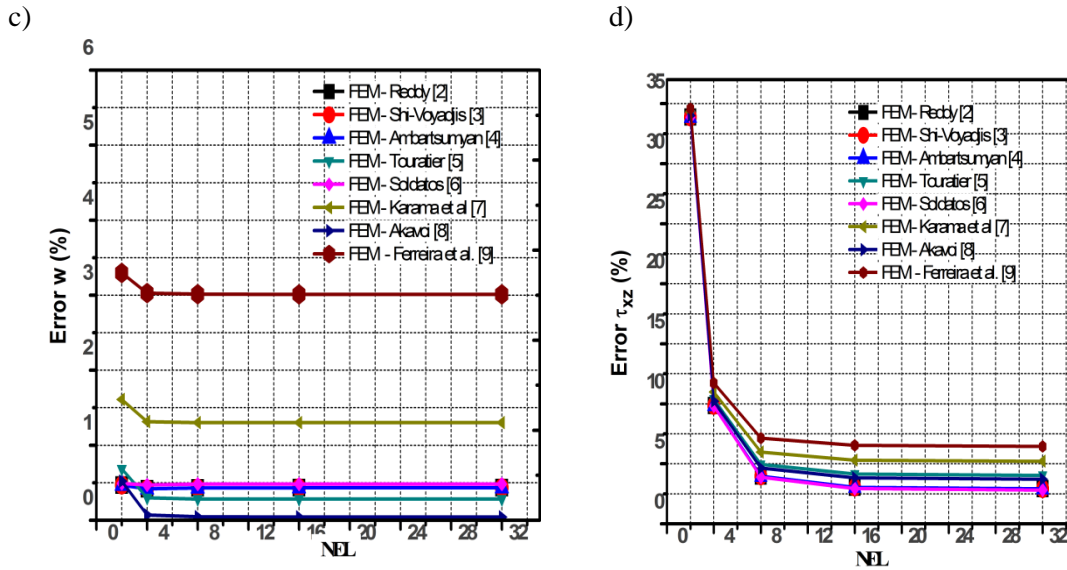 c)
6
5
4
3
2
1
0
Error w (%)
FEM- Reddy [2]
FEM- Shi-Voyadjis [3]
FEM- Ambartsumyan [4]
FEM- Touratier [5]
FEM- Soldatos [6]
FEM- Karama et al [7]
FEM- Akavci [8]
FEM - Ferreira et al. [9]
0 4 8 12 16 20 24 28 32
NEL
d)
35
30
25
20
15
10
5
0
Error τxz (%)
FEM- Reddy [2]
FEM- Shi-Voyadjis [3]
FEM- Ambartsumyan [4]
FEM- Touratier [5]
FEM- Soldatos [6]
FEM- Karama et al [7]
FEM- Akavci [8]
FEM - Ferreira et al. [9]
0 4 8 12 16 20 24 28 32
NEL